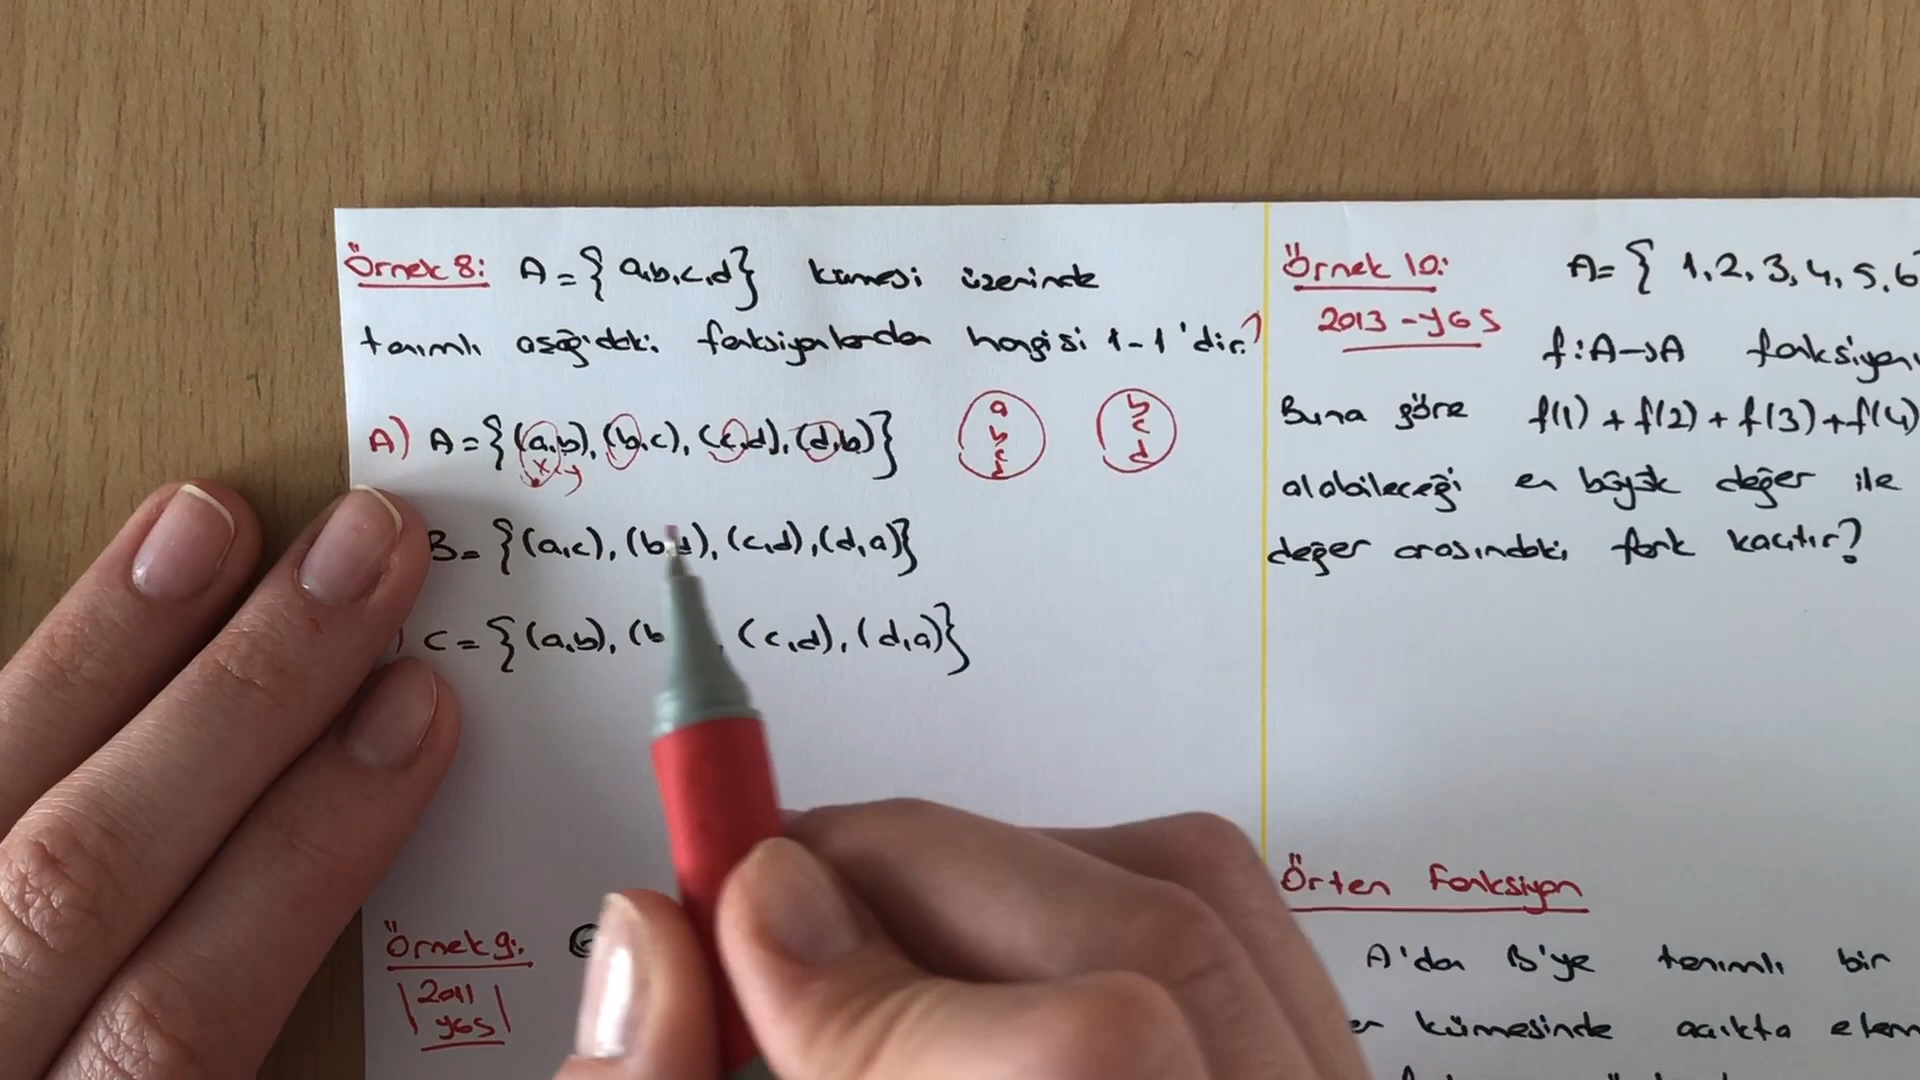 Örnek 8: A = { a,b,c,d} kümesi üzerinde
tanımlı aşağıdaki fonksiyonlardan hangisi 1-1 'dir?
A) A = {(a,b), (b,c), (c,d), (d,b)}
x y
a
b
c
d
b
c
d
B = {(a,c), (b,d), (c,d), (d,a)}
) C = {(a,b), (b (c,d), (d,a)}
Örnek 9:
2011
YGS
Örnek 10: A= { 1,2,3,4,5,6
2013 - YGS
f:A→A fonksiyonu
Buna göre f(1) + f(2) + f(3) + f(4)
alabileceği en büyük değer ile
değer arasındaki fark kaçtır?
Örten Fonksiyon
A'dan B'ye tanımlı bir
er kümesinde açıkta elem